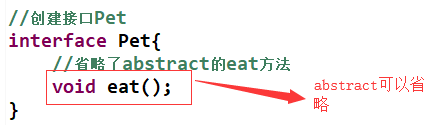 //创建接口Pet
interface Pet{
//省略了abstract的eat方法
void eat();
abstract可以省
略
}